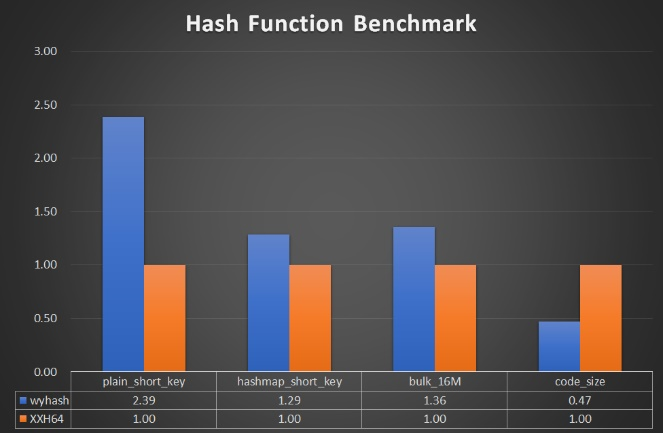 Hash Function Benchmark
3.00
2.50
2.00
1.50
1.00
0.50
0.00
plain_short_key hashmap_short_key bulk_16M code_size
wyhash 2.39 1.29 1.36 0.47
XXH64 1.00 1.00 1.00 1.00